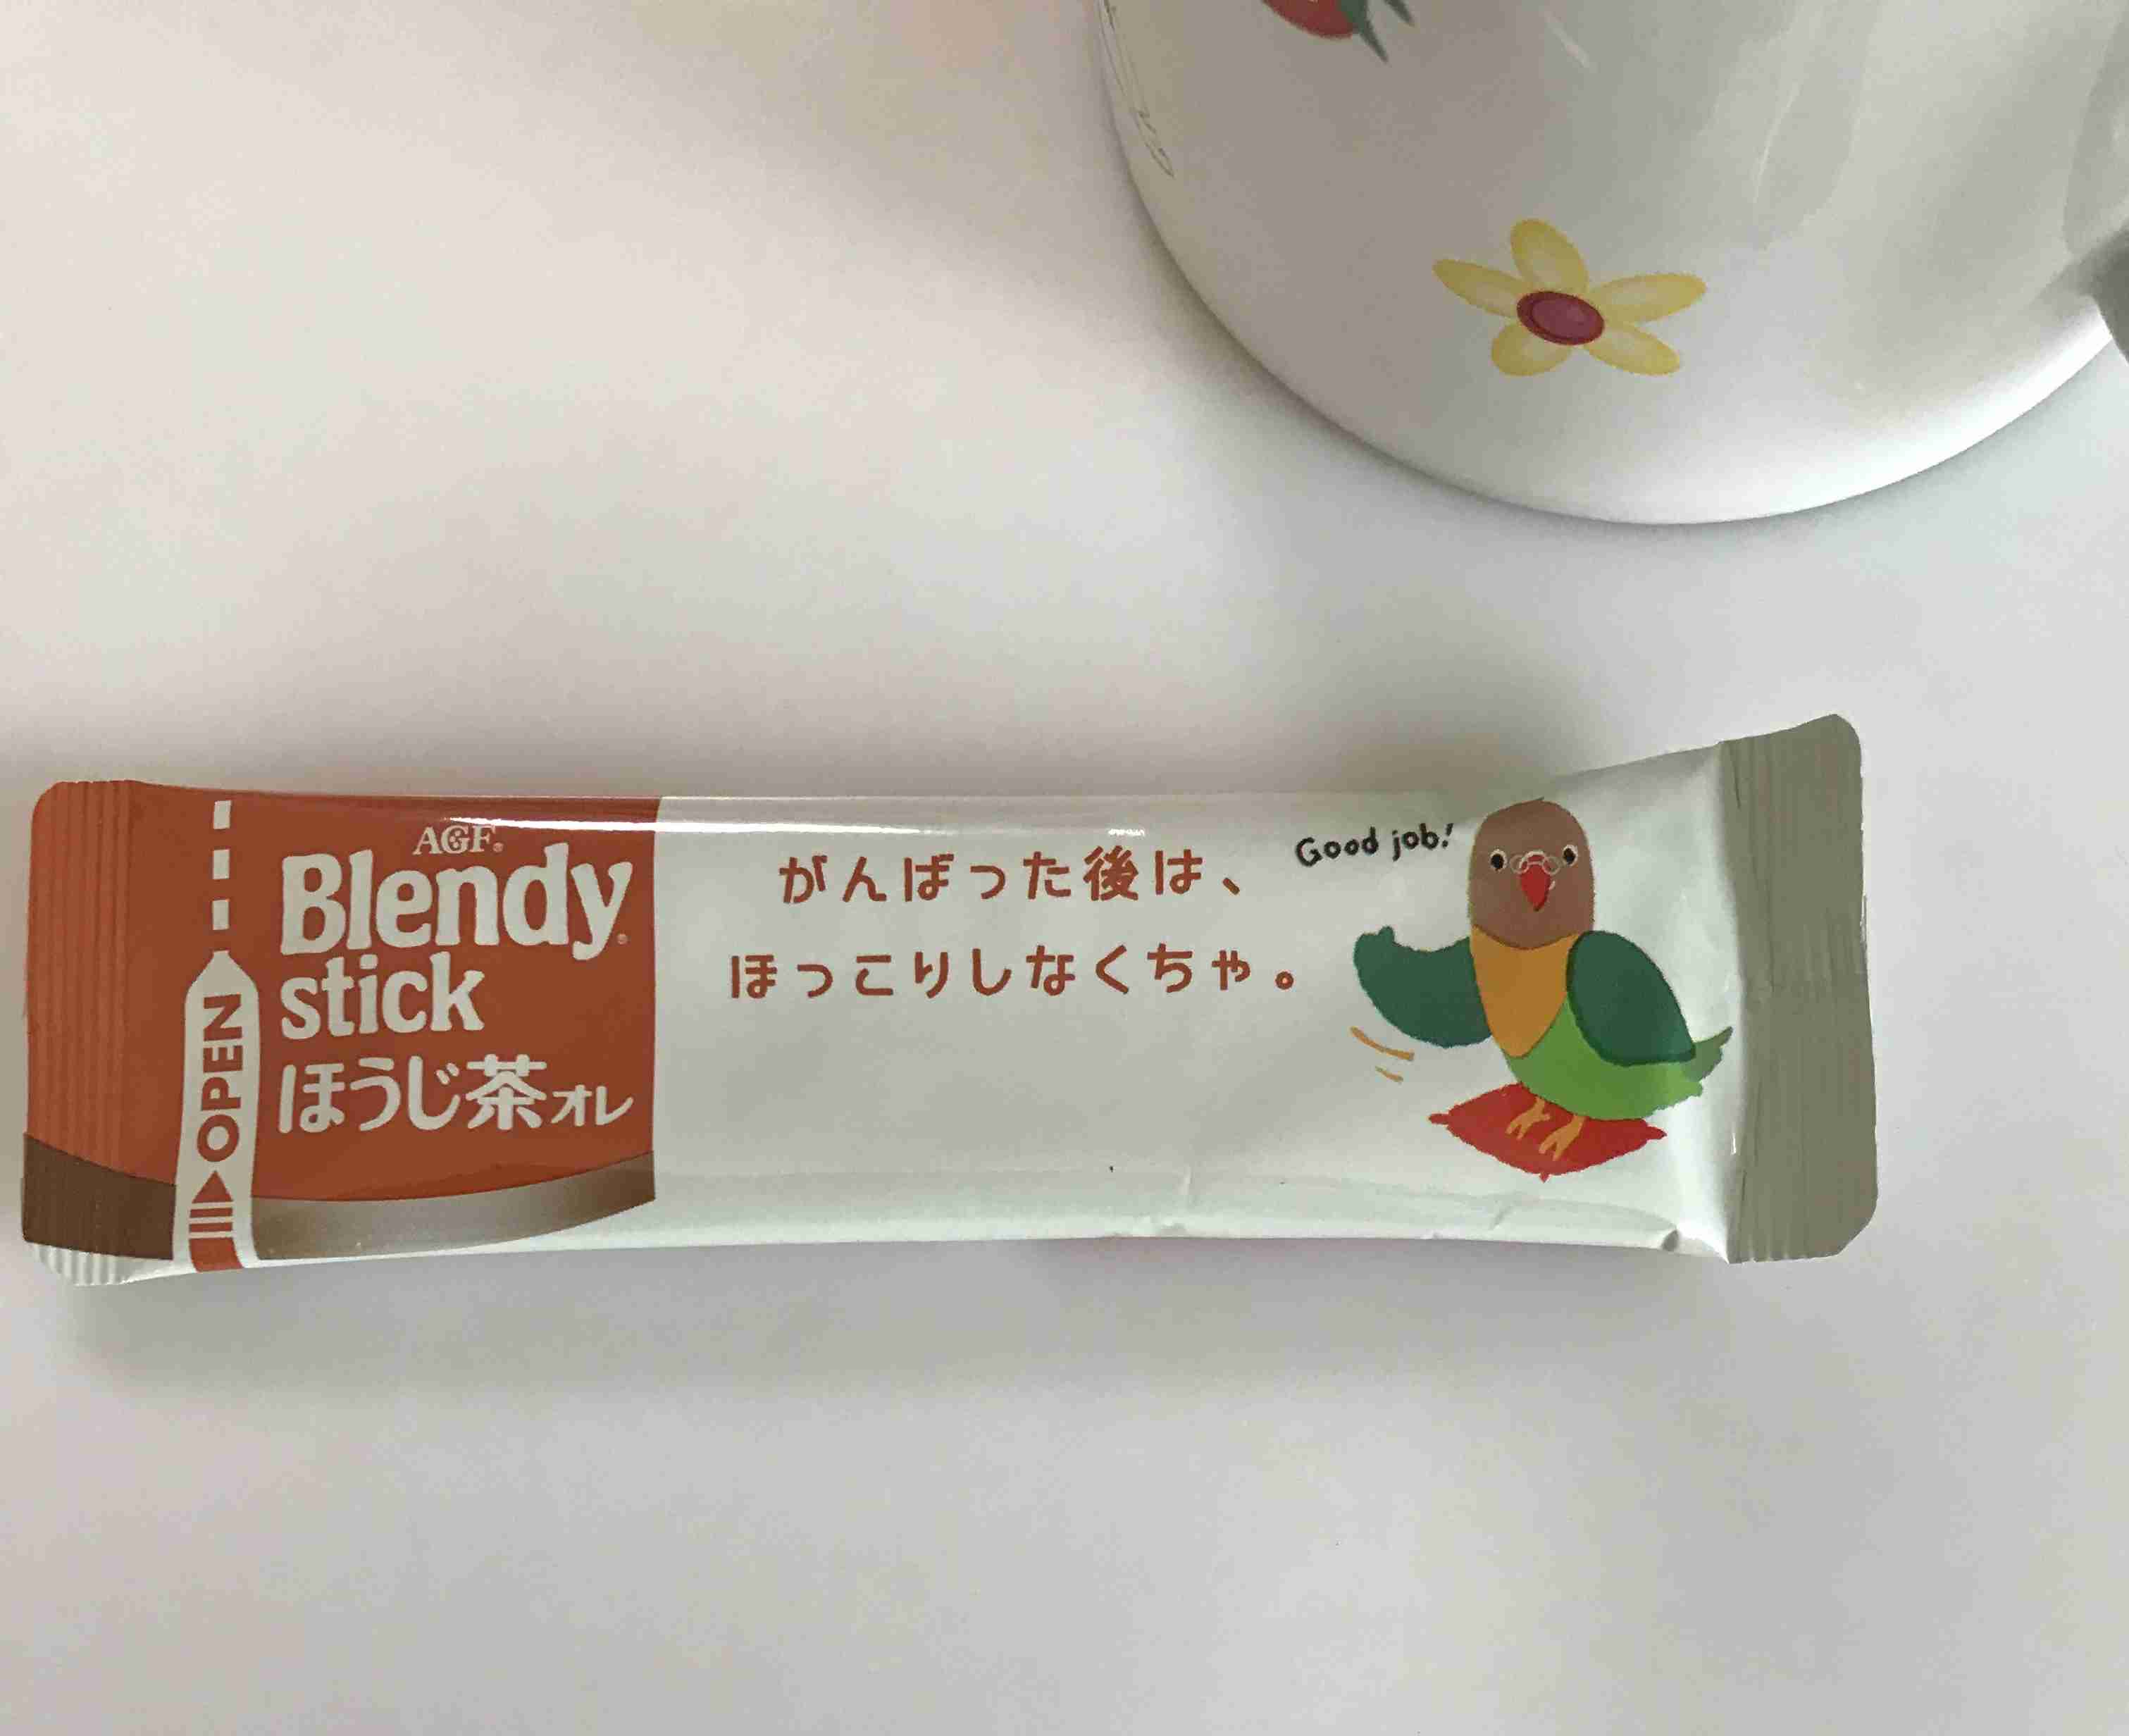 AGF®
Blendy®
stick
ほうじ茶オレ
OPEN
がんばった後は、
ほっこりしなくちゃ。
Good job!